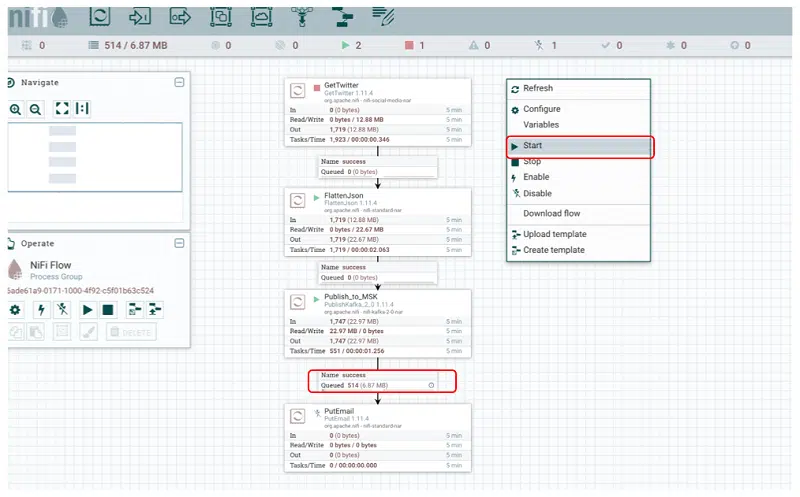 nifi
0 514 / 6.87 MB 0 0 2 1 0 1 0 0 0
Navigate
Operate
NiFi Flow
Process Group
5ade61a9-0171-1000-4f92-c5f01b63c524
DELETE
GetTwitter
GetTwitter 1.11.4
org.apache.nifi - nifi-social-media-nar
In 0 (0 bytes) 5 min
Read/Write 0 bytes / 12.88 MB 5 min
Out 1,719 (12.88 MB) 5 min
Tasks/Time 1,923 / 00:00:00.346 5 min
Name success
Queued 0 (0 bytes)
FlattenJson
FlattenJson 1.11.4
org.apache.nifi - nifi-standard-nar
In 1,719 (12.88 MB) 5 min
Read/Write 0 bytes / 22.67 MB 5 min
Out 1,719 (22.67 MB) 5 min
Tasks/Time 1,719 / 00:00:02.063 5 min
Name success
Queued 0 (0 bytes)
Publish_to_MSK
PublishKafka_2_0 1.11.4
org.apache.nifi - nifi-kafka-2-0-nar
In 1,747 (22.97 MB) 5 min
Read/Write 22.97 MB / 0 bytes 5 min
Out 1,747 (22.97 MB) 5 min
Tasks/Time 551 / 00:00:01.256 5 min
Name success
Queued 514 (6.87 MB)
PutEmail
PutEmail 1.11.4
org.apache.nifi - nifi-standard-nar
In 0 (0 bytes) 5 min
Read/Write 0 bytes / 0 bytes 5 min
Out 0 (0 bytes) 5 min
Tasks/Time 0 / 00:00:00.000 5 min
Refresh
Configure
Variables
Start
Stop
Enable
Disable
Download flow
Upload template
Create template